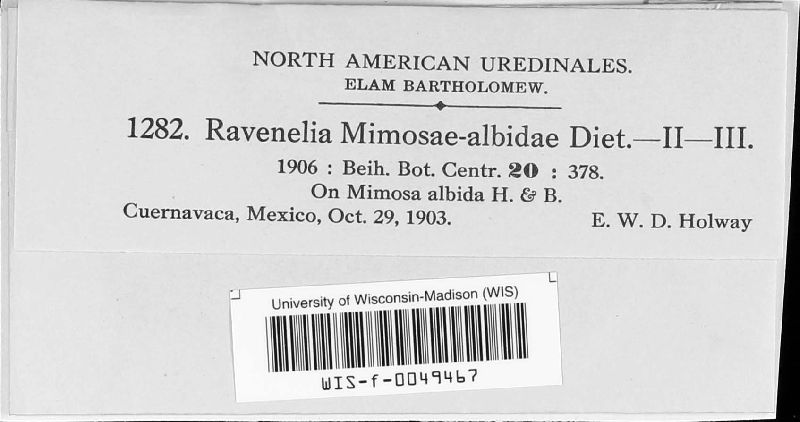 NORTH AMERICAN UREDINALES.
ELAM BARTHOLOMEW.
1282. Ravenelia Mimosae-albidae Diet.—II—III.
1906 : Beih. Bot. Centr. 20 : 378.
On Mimosa albida H. & B.
Cuernavaca, Mexico, Oct. 29, 1903. E. W. D. Holway
University of Wisconsin-Madison (WIS)
WIS-f-0049467